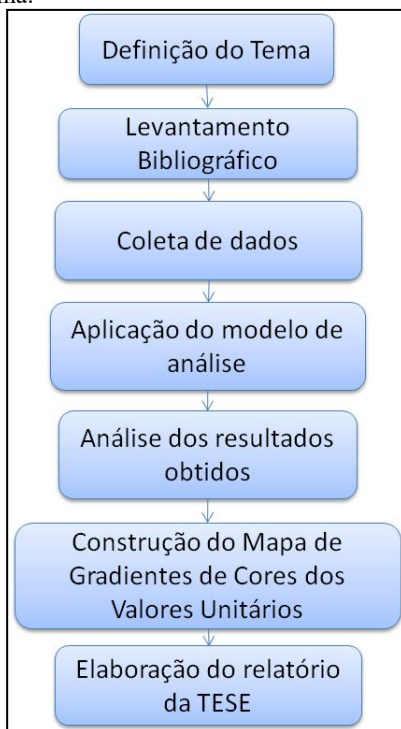 Definição do Tema
Levantamento
Bibliográfico
Coleta de dados
Aplicação do modelo de
análise
Análise dos resultados
obtidos
Construção do Mapa de
Gradientes de Cores dos
Valores Unitários
Elaboração do relatório
da TESE